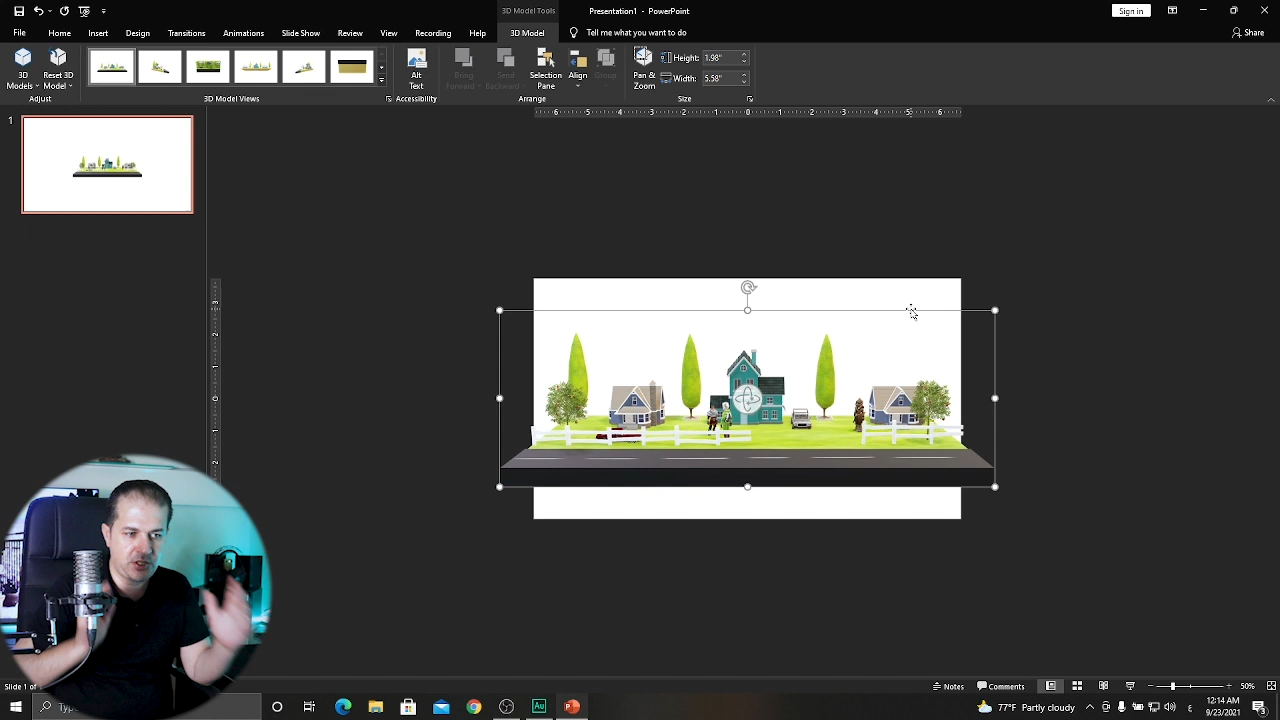 3D Model Tools
Presentation1 - PowerPoint
Sign in
File Home Insert Design Transitions Animations Slide Show Review View Recording Help 3D Model Tell me what you want to do Share
3D Models
Reset 3D Model
Alt Text
Bring Forward
Send Backward
Selection Pane
Align
Group
Pan & Zoom
Height: 1.98"
Width: 5.58"
Adjust 3D Model Views Accessibility Arrange Size
1
Slide 1 of
Notes Comments 50%
77°F Partly cloudy
12:14 AM
9/23/2021